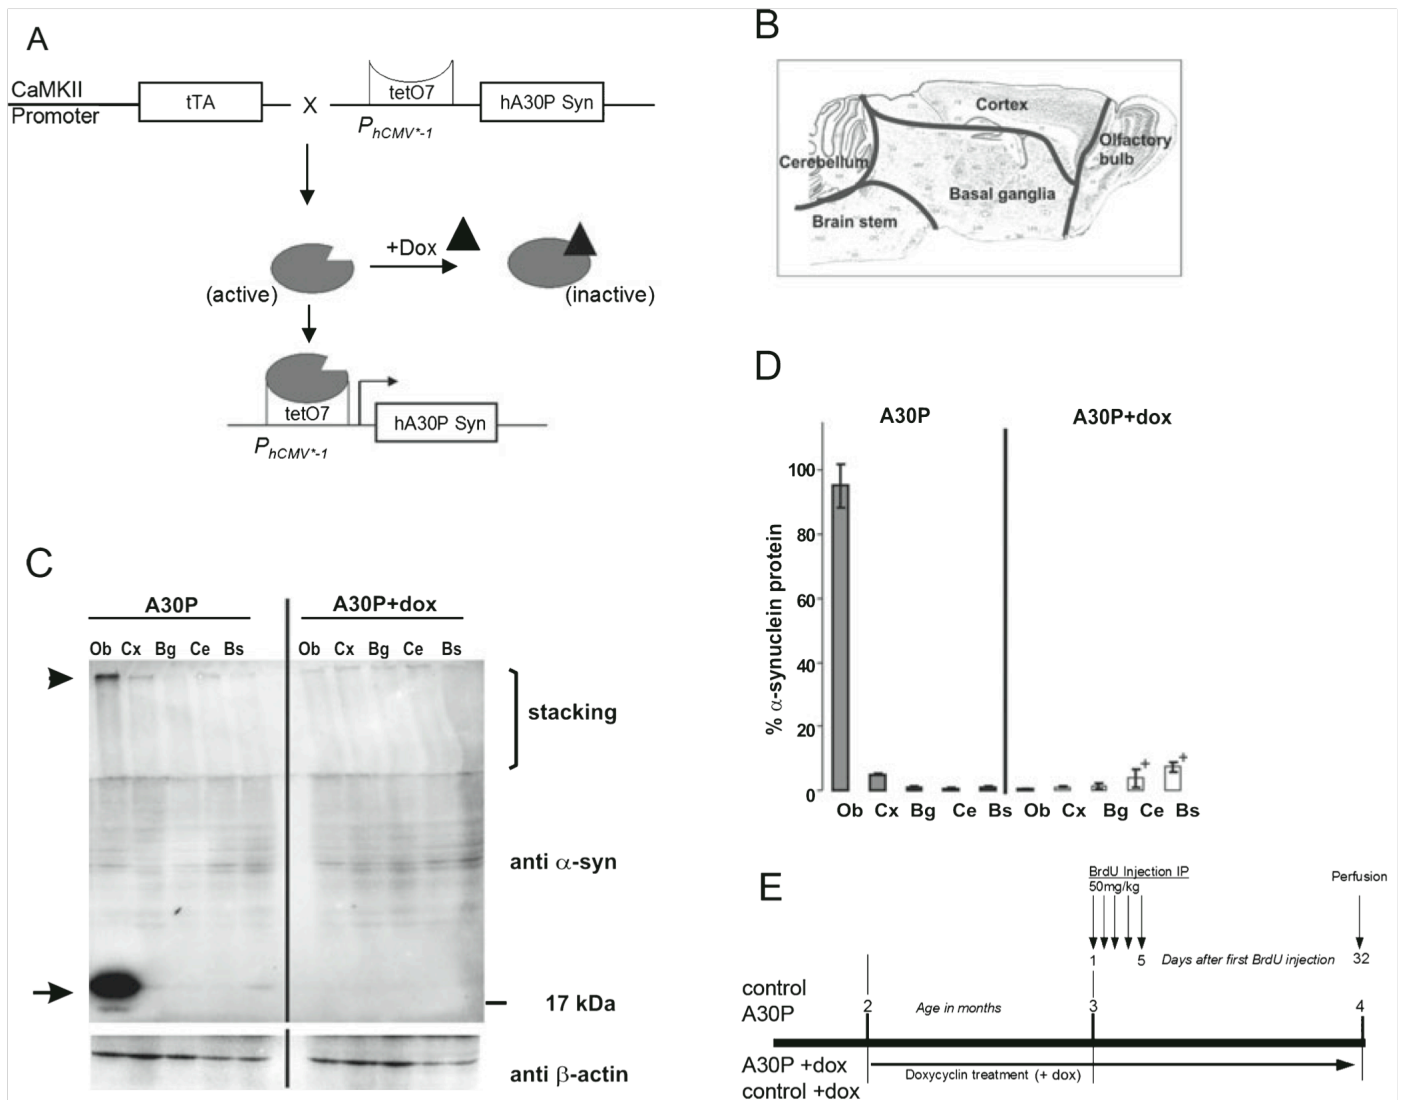 A
CaMKII
Promoter
tTA
X
tetO7
hA30P Syn
PhCMV*-1
+Dox
(active)
(inactive)
tetO7
hA30P Syn
PhCMV*-1
B
Cortex
Olfactory
bulb
Cerebellum
Basal ganglia
Brain stem
C
A30P
A30P+dox
Ob Cx Bg Ce Bs
Ob Cx Bg Ce Bs
stacking
anti α-syn
17 kDa
anti β-actin
D
A30P
A30P+dox
% α-synuclein protein
100
80
60
40
20
0
+
+
Ob Cx Bg Ce Bs Ob Cx Bg Ce Bs
E
BrdU Injection IP
50mg/kg
Perfusion
1 5 Days after first BrdU injection 32
control
A30P
2 Age in months 3 4
A30P +dox
control +dox
Doxycyclin treatment (+ dox)